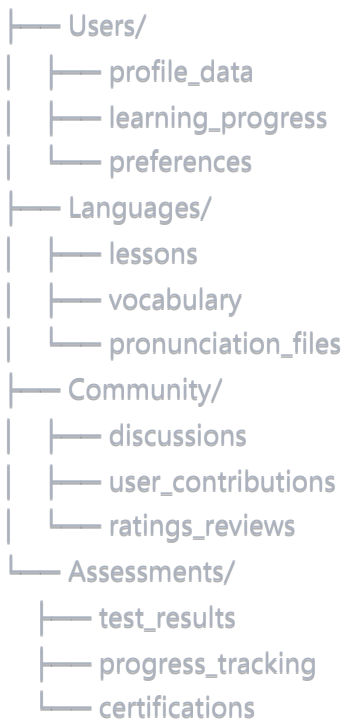 ├── Users/
│   ├── profile_data
│   ├── learning_progress
│   └── preferences
├── Languages/
│   ├── lessons
│   ├── vocabulary
│   └── pronunciation_files
├── Community/
│   ├── discussions
│   ├── user_contributions
│   └── ratings_reviews
└── Assessments/
    ├── test_results
    ├── progress_tracking
    └── certifications